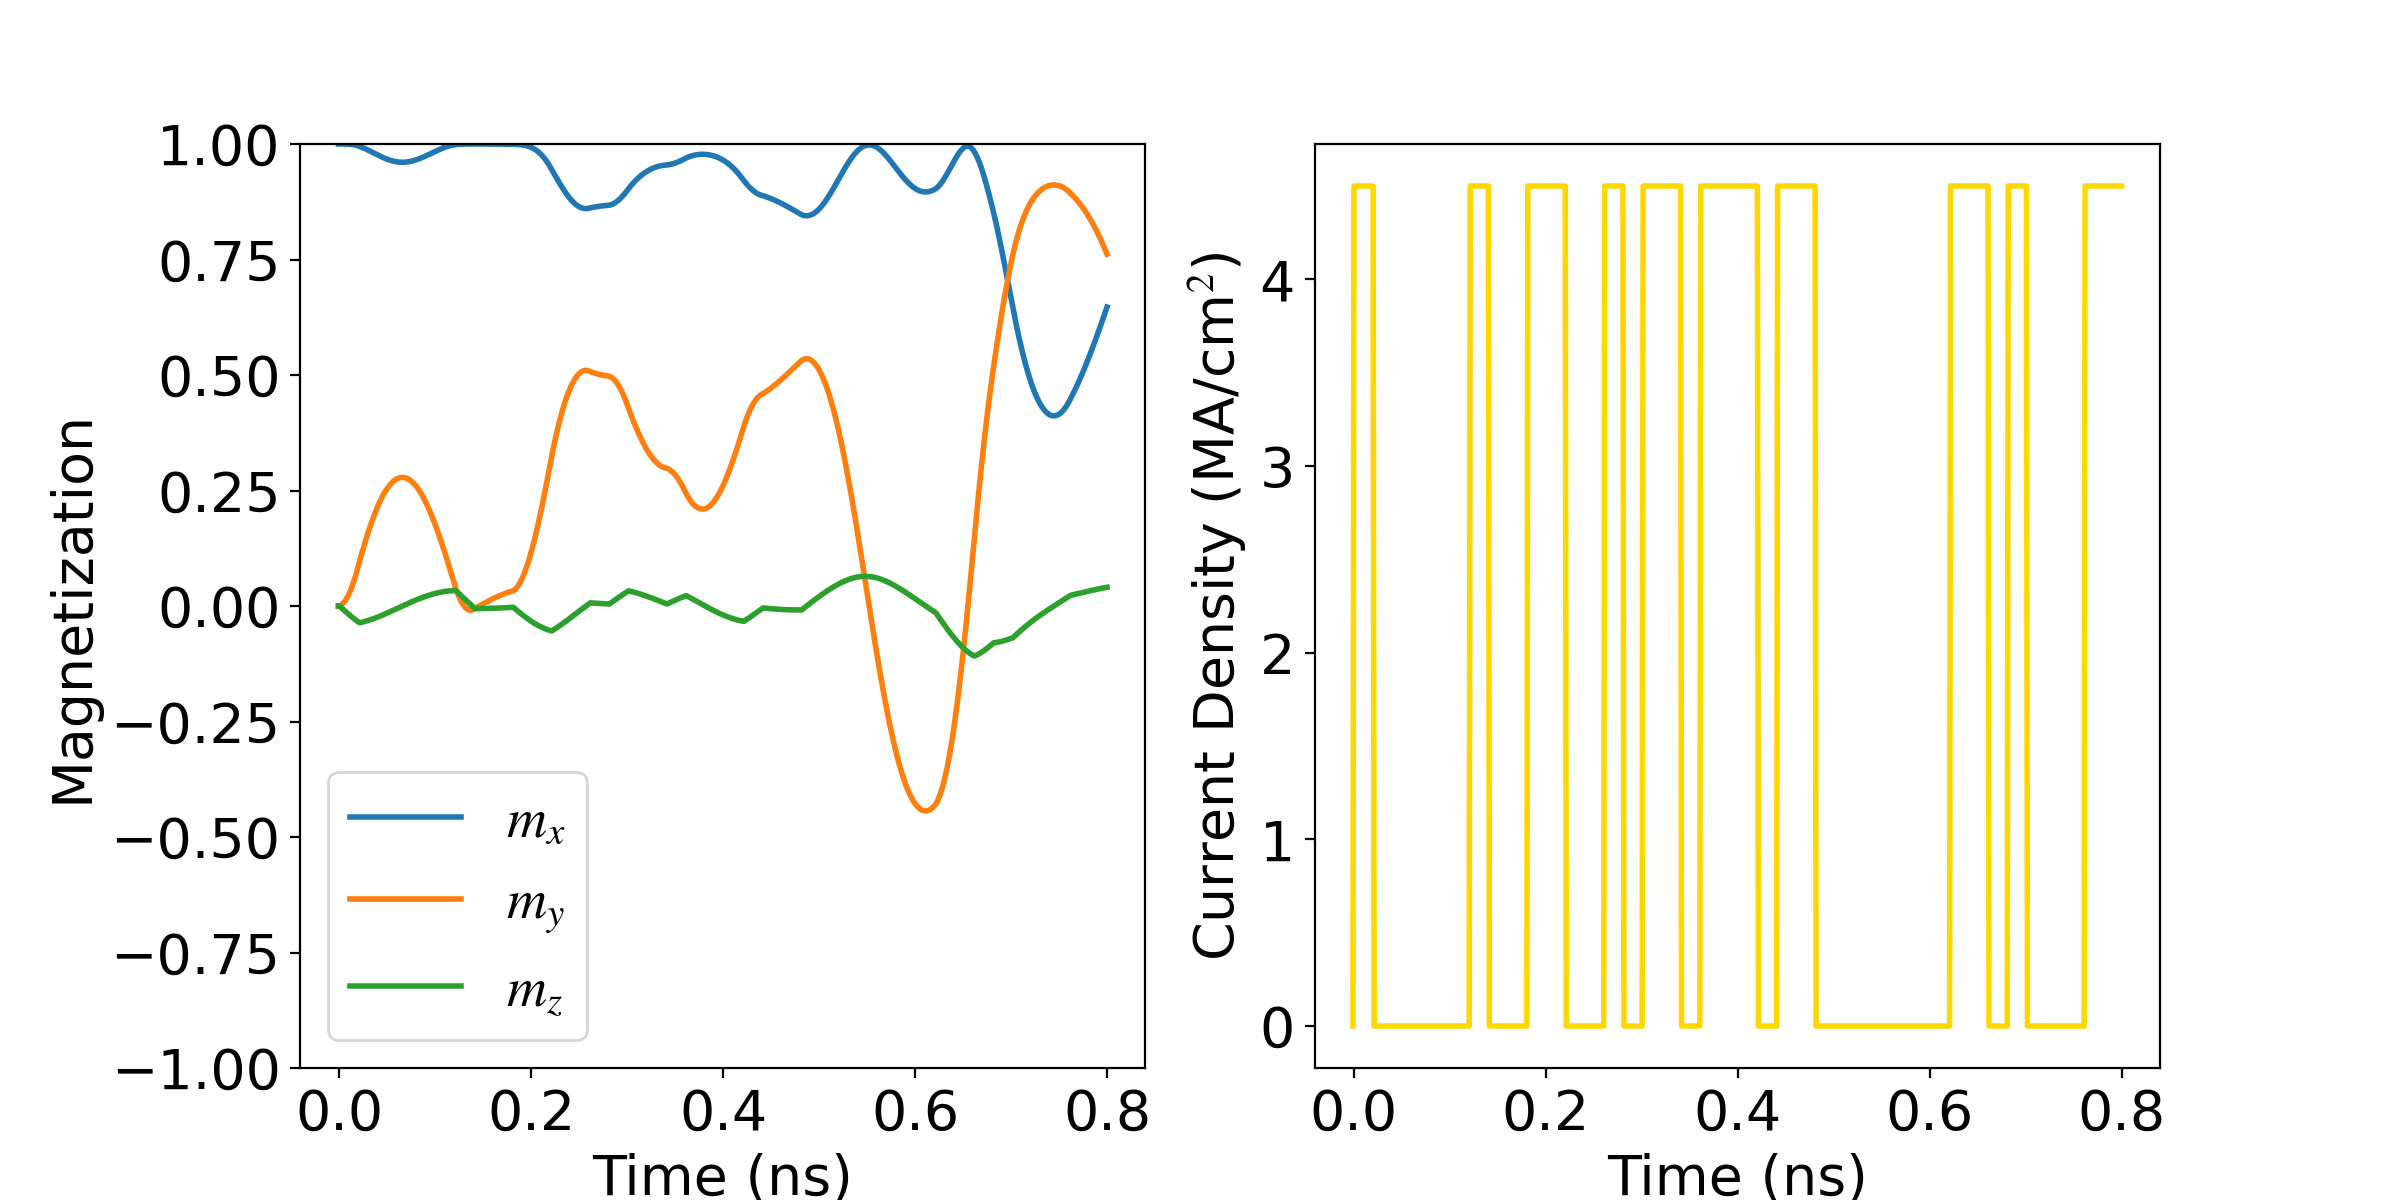 1.00
0.75
0.50
0.25
0.00
−0.25
−0.50
−0.75
−1.00
Magnetization
m_x
m_y
m_z
0.0 0.2 0.4 0.6 0.8
Time (ns)
4
3
2
1
0
Current Density (MA/cm²)
0.0 0.2 0.4 0.6 0.8
Time (ns)